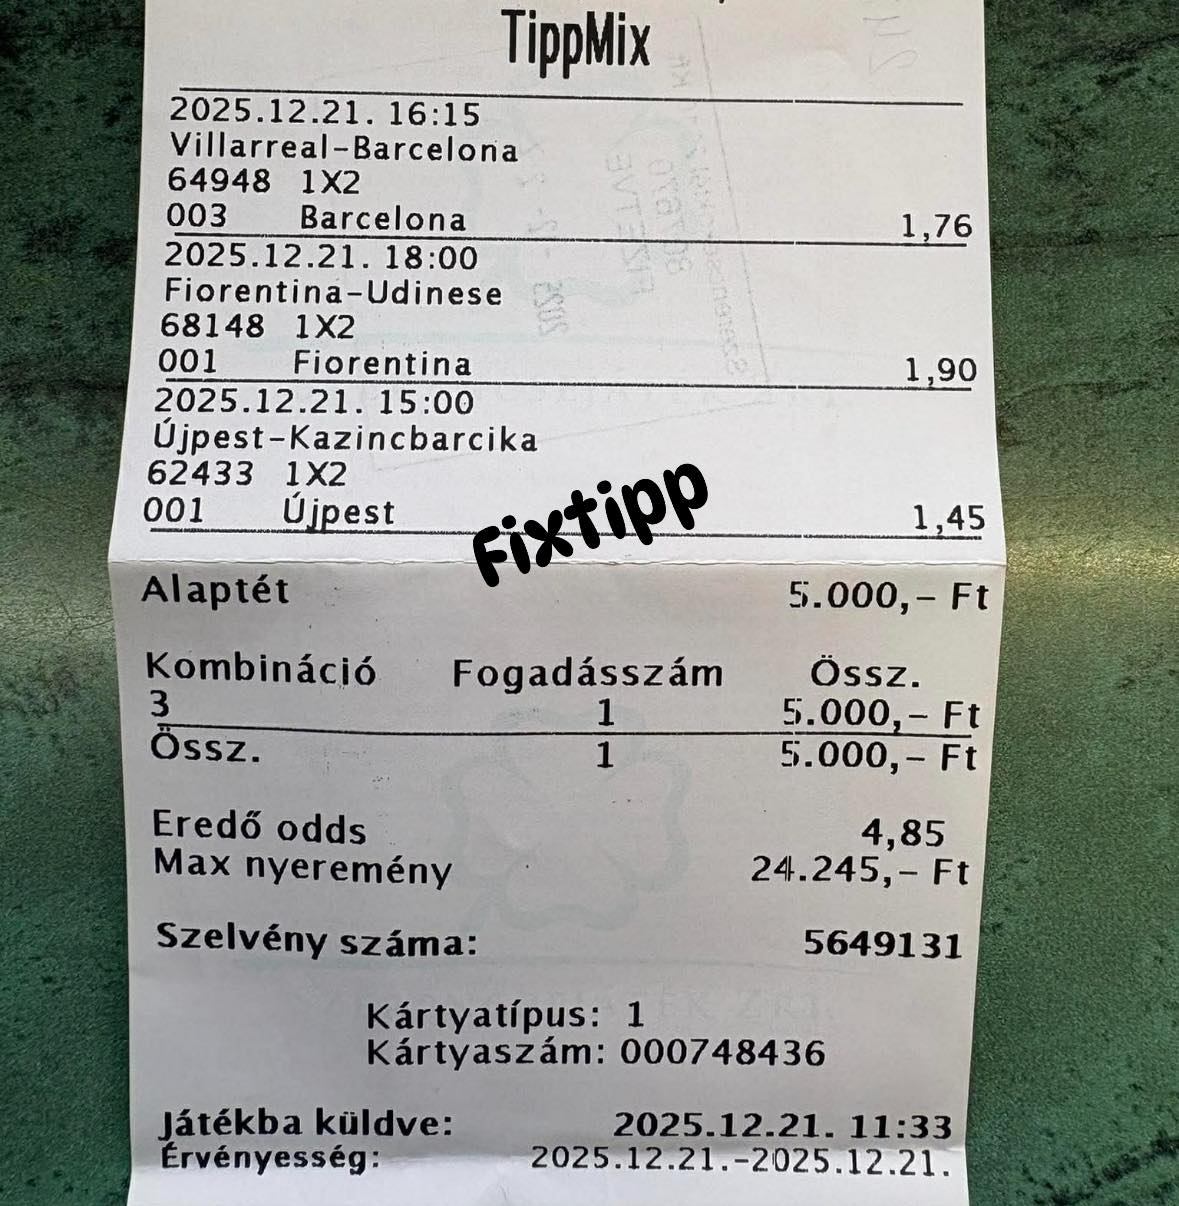 TippMix
2025.12.21. 16:15
Villarreal-Barcelona
64948 1X2
003 Barcelona 1,76
2025.12.21. 18:00
Fiorentina-Udinese
68148 1X2
001 Fiorentina 1,90
2025.12.21. 15:00
Újpest-Kazincbarcika
62433 1X2
001 Újpest 1,45
Fixtipp
Alaptét 5.000,- Ft
Kombináció Fogadásszám Össz.
3 1 5.000,- Ft
Össz. 1 5.000,- Ft
Eredő odds 4,85
Max nyeremény 24.245,- Ft
Szelvény száma: 5649131
Kártyatípus: 1
Kártyaszám: 000748436
Játékba küldve: 2025.12.21. 11:33
Érvényesség: 2025.12.21.-2025.12.21.